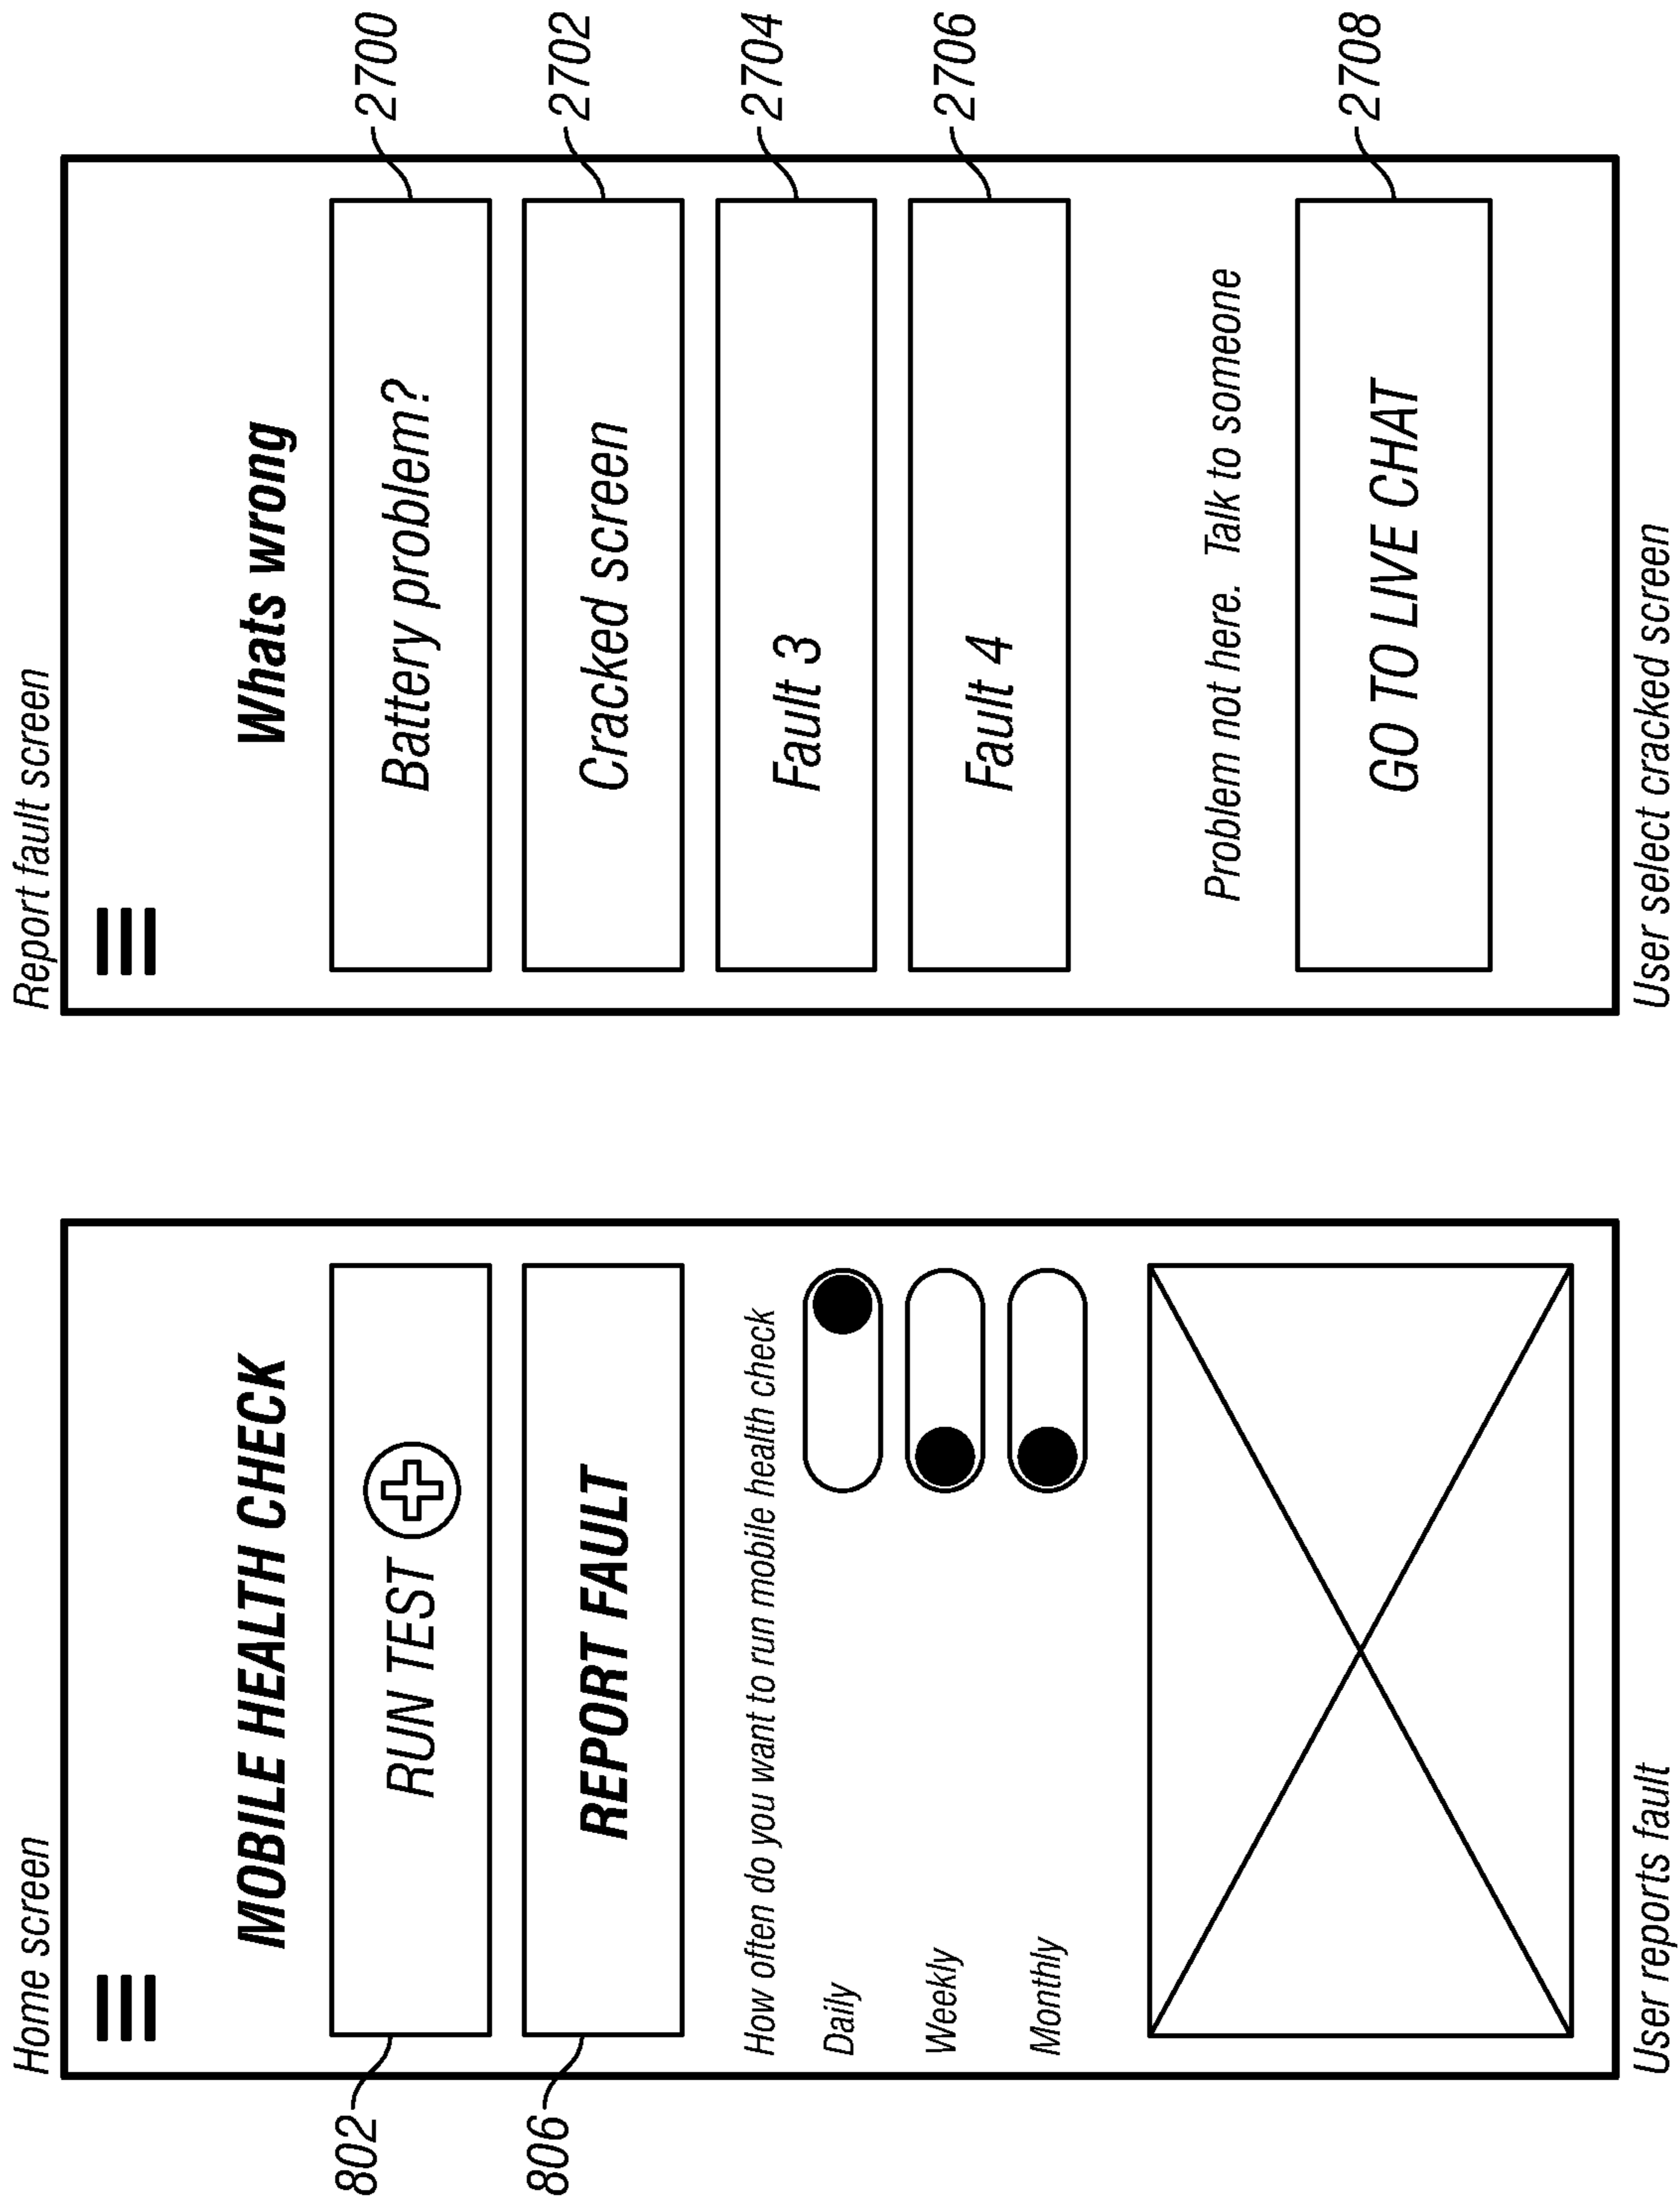 Home screen
MOBILE HEALTH CHECK
802
RUN TEST
806
REPORT FAULT
How often do you want to run mobile health check
Daily
Weekly
Monthly
User reports fault
Report fault screen
Whats wrong
Battery problem?
2700
Cracked screen
2702
Fault 3
2704
Fault 4
2706
Problem not here. Talk to someone
GO TO LIVE CHAT
2708
User select cracked screen